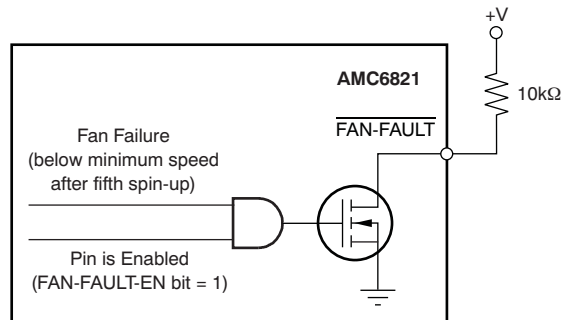 +V
AMC6821
10kΩ
FAN-FAULT
Fan Failure
(below minimum speed
after fifth spin-up)
Pin is Enabled
(FAN-FAULT-EN bit = 1)